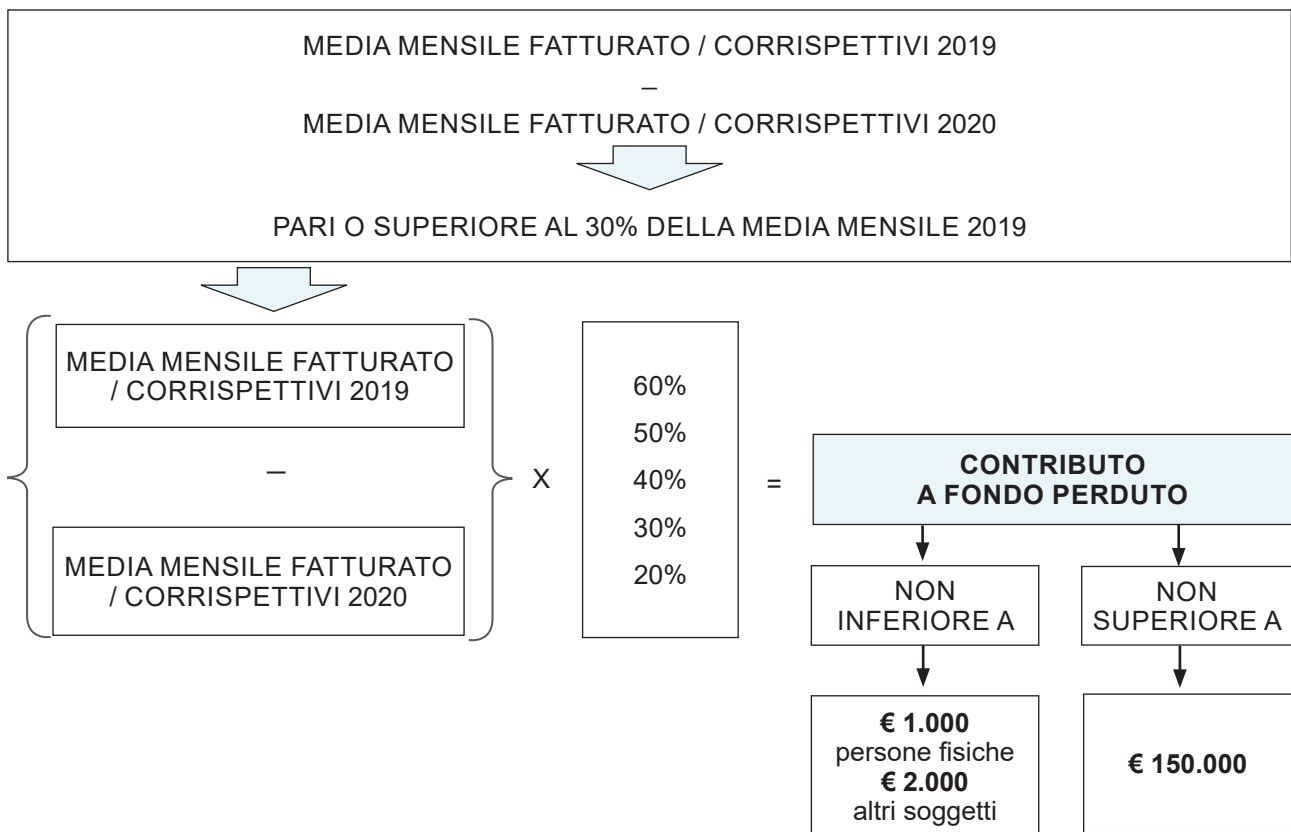 MEDIA MENSILE FATTURATO / CORRISPETTIVI 2019
–
MEDIA MENSILE FATTURATO / CORRISPETTIVI 2020
PARI O SUPERIORE AL 30% DELLA MEDIA MENSILE 2019
MEDIA MENSILE FATTURATO
/ CORRISPETTIVI 2019
–
MEDIA MENSILE FATTURATO
/ CORRISPETTIVI 2020
X
60%
50%
40%
30%
20%
=
CONTRIBUTO
A FONDO PERDUTO
NON
INFERIORE A
€ 1.000
persone fisiche
€ 2.000
altri soggetti
NON
SUPERIORE A
€ 150.000